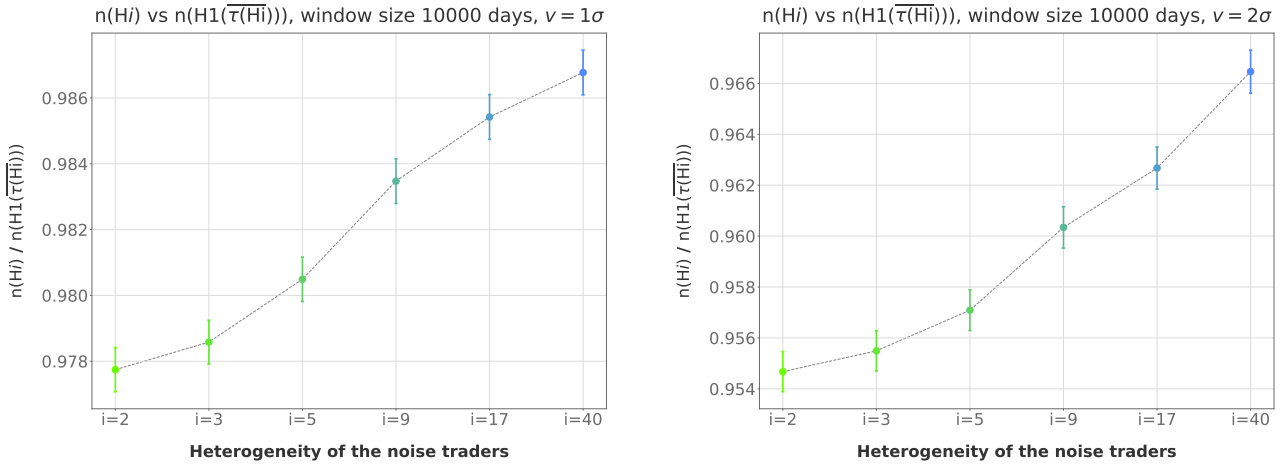 n(Hi) vs n(H1(τ(Hi))), window size 10000 days, v = 1σ
n(Hi) / n(H1(τ(Hi)))
0.986
0.984
0.982
0.980
0.978
i=2 i=3 i=5 i=9 i=17 i=40
Heterogeneity of the noise traders
n(Hi) vs n(H1(τ(Hi))), window size 10000 days, v = 2σ
n(Hi) / n(H1(τ(Hi)))
0.966
0.964
0.962
0.960
0.958
0.956
0.954
i=2 i=3 i=5 i=9 i=17 i=40
Heterogeneity of the noise traders